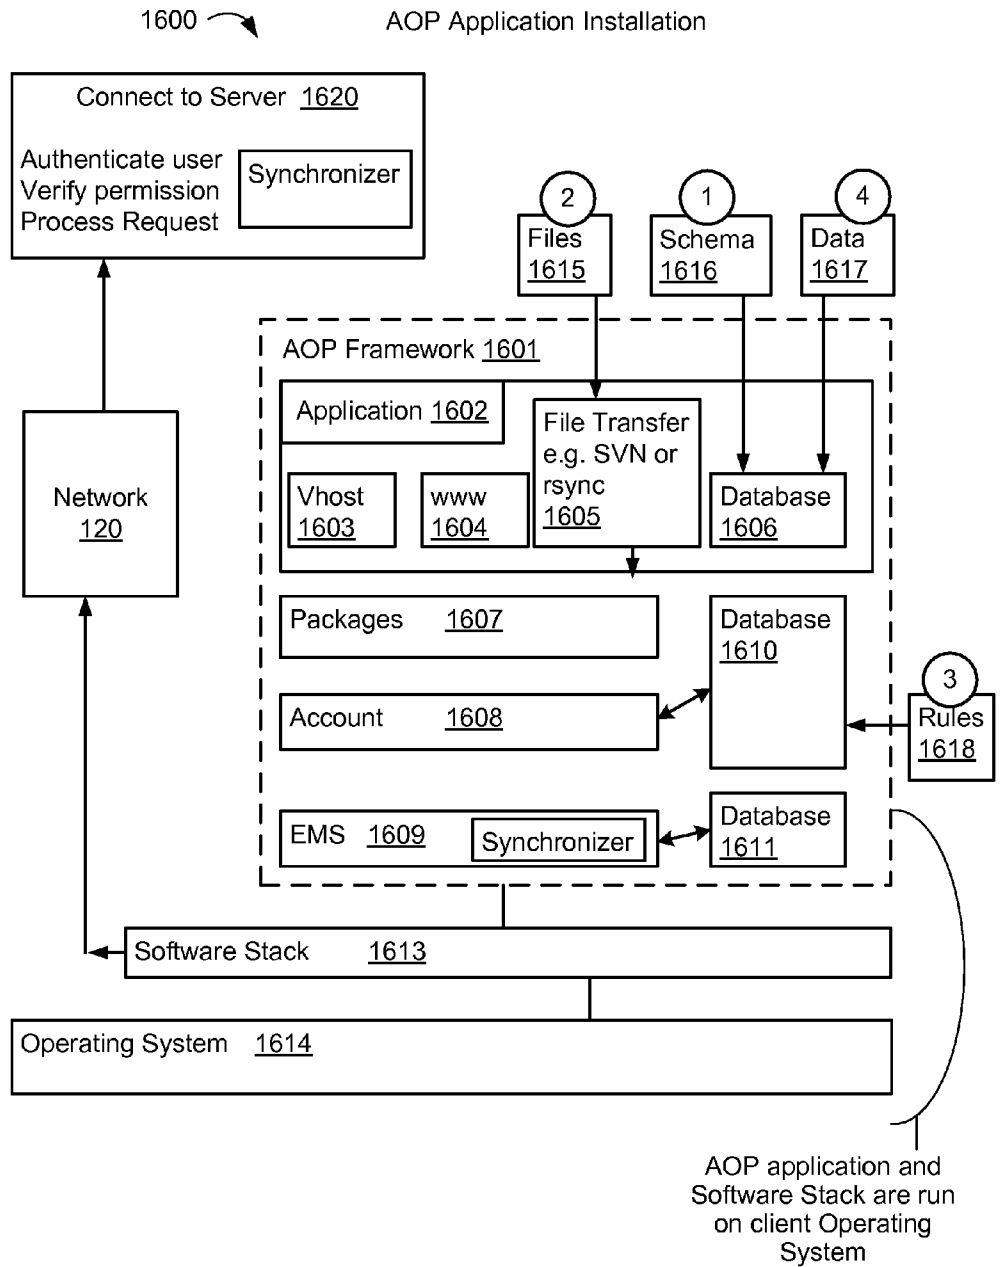 1600
AOP Application Installation
Connect to Server 1620
Authenticate user
Verify permission
Process Request
Synchronizer
2
Files
1615
1
Schema
1616
4
Data
1617
AOP Framework 1601
Application 1602
File Transfer
e.g. SVN or
rsync
1605
Vhost
1603
www
1604
Database
1606
Network
120
Packages 1607
Database
1610
Account 1608
3
Rules
1618
EMS 1609
Synchronizer
Database
1611
Software Stack 1613
Operating System 1614
AOP application and
Software Stack are run
on client Operating
System